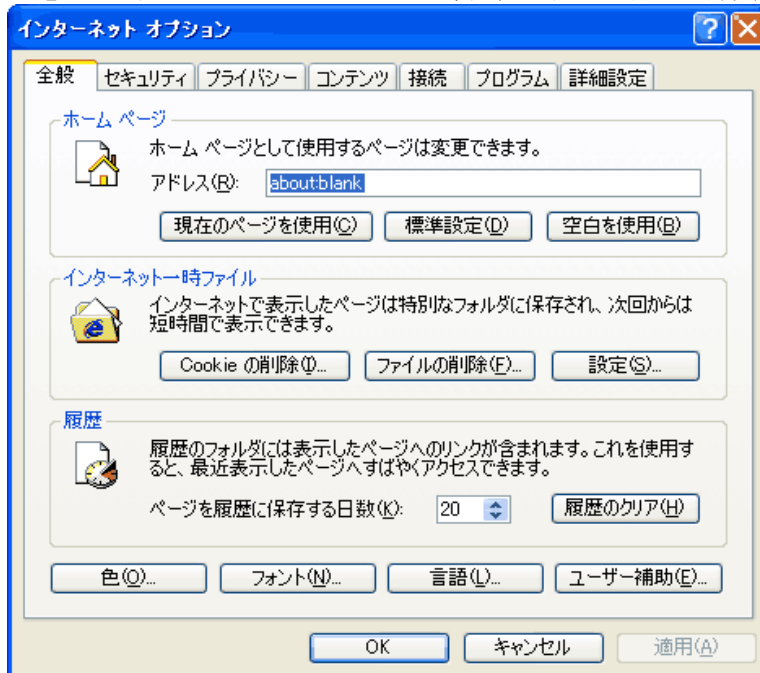 インターネット オプション
全般 セキュリティ プライバシー コンテンツ 接続 プログラム 詳細設定
ホーム ページ
ホーム ページとして使用するページは変更できます。
アドレス(R): about:blank
現在のページを使用(C) 標準設定(D) 空白を使用(B)
インターネット一時ファイル
インターネットで表示したページは特別なフォルダに保存され、次回からは
短時間で表示できます。
Cookie の削除(I)... ファイルの削除(F)... 設定(S)...
履歴
履歴のフォルダには表示したページへのリンクが含まれます。これを使用す
ると、最近表示したページへすばやくアクセスできます。
ページを履歴に保存する日数(K): 20 履歴のクリア(H)
色(O)... フォント(N)... 言語(L)... ユーザー補助(E)...
OK キャンセル 適用(A)